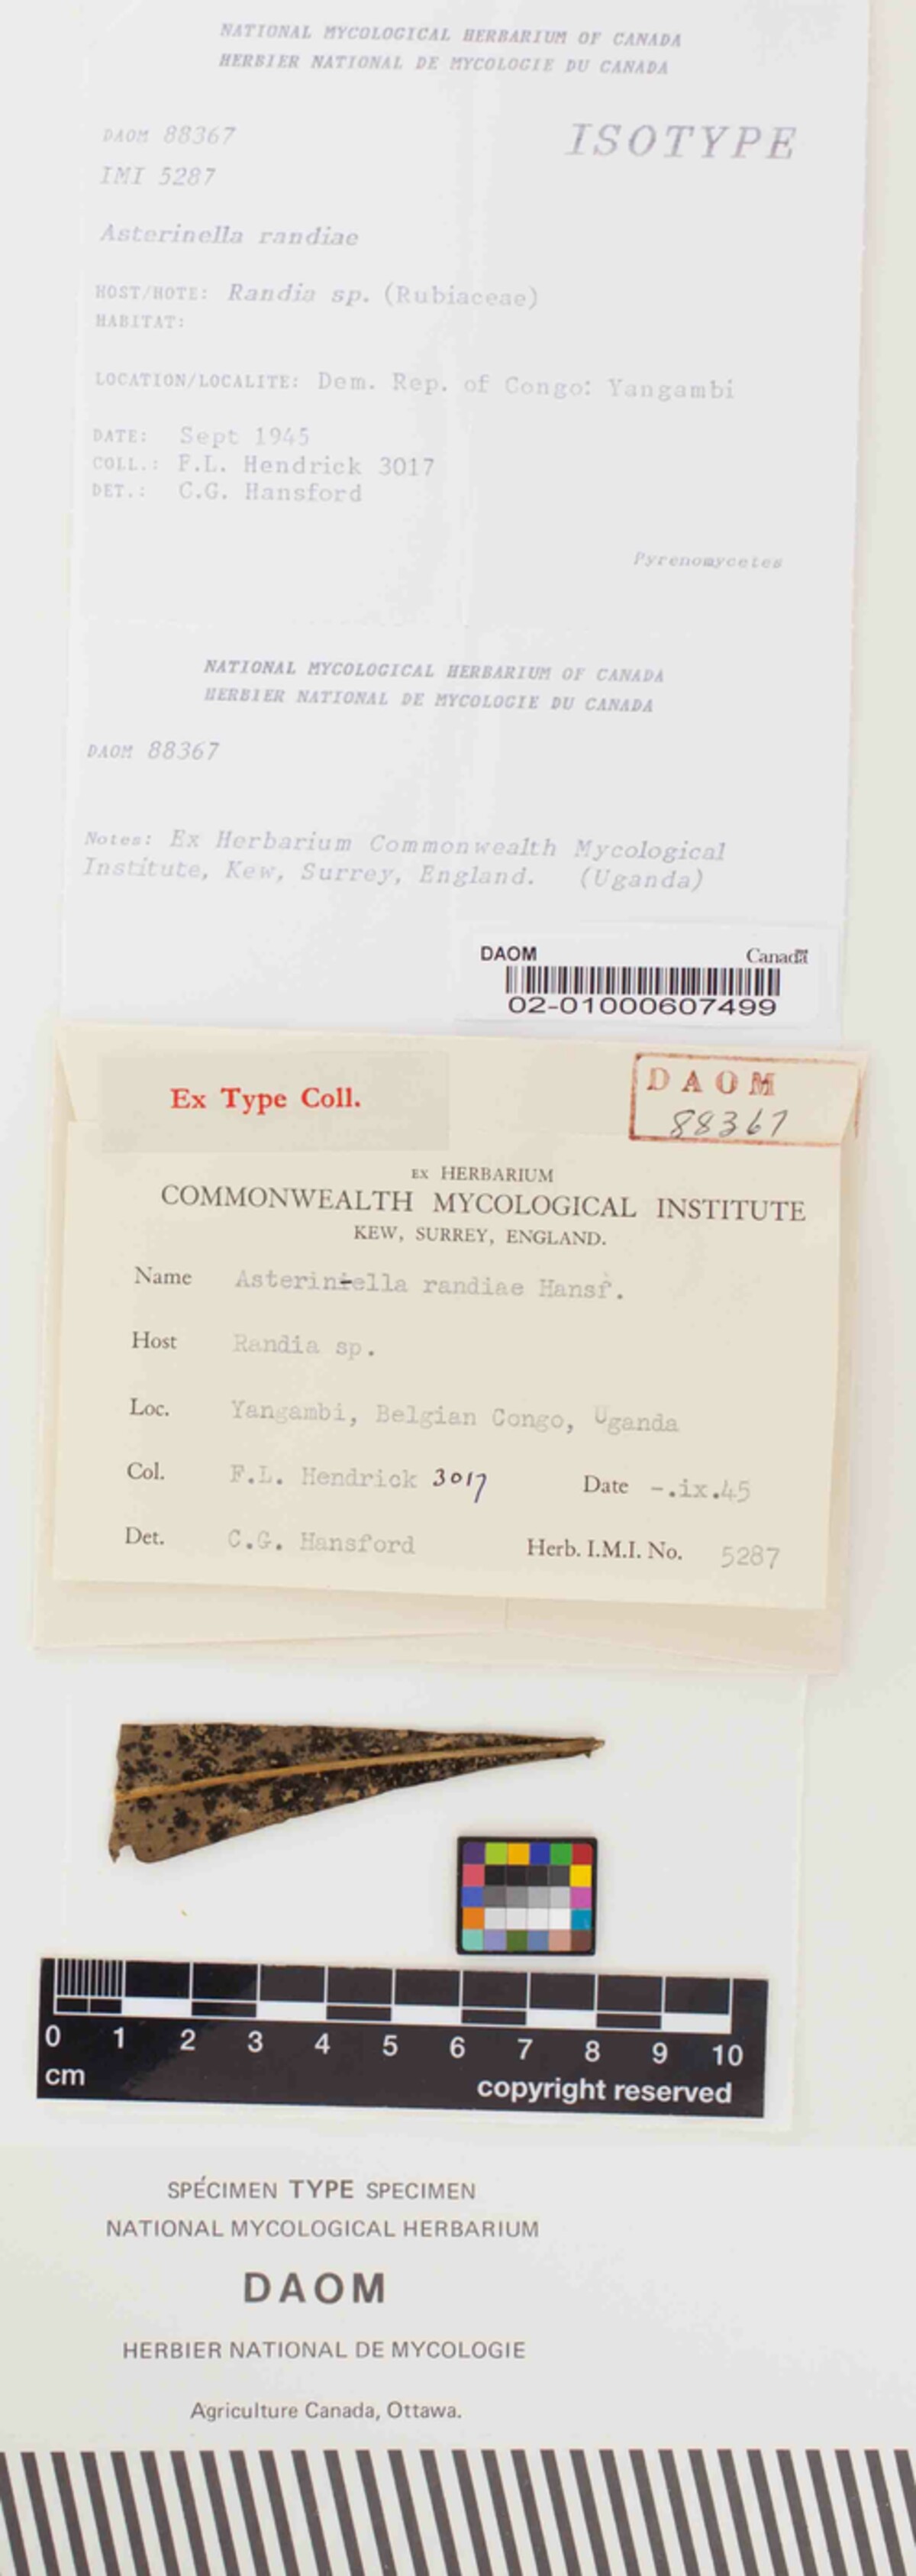 NATIONAL MYCOLOGICAL HERBARIUM OF CANADA
HERBIER NATIONAL DE MYCOLOGIE DU CANADA
DAOM 88367
ISOTYPE
IMI 5287
Asterinella randiae
HOST/HOTE: Randia sp. (Rubiaceae)
HABITAT:
LOCATION/LOCALITE: Dem. Rep. of Congo: Yangambi
DATE: Sept 1945
COLL.: F.L. Hendrick 3017
DET.: C.G. Hansford
Pyrenomycetes
NATIONAL MYCOLOGICAL HERBARIUM OF CANADA
HERBIER NATIONAL DE MYCOLOGIE DU CANADA
DAOM 88367
Notes: Ex Herbarium Commonwealth Mycological
Institute, Kew, Surrey, England. (Uganda)
DAOM Canada
02-01000607499
Ex Type Coll.
DAOM
88367
EX HERBARIUM
COMMONWEALTH MYCOLOGICAL INSTITUTE
KEW, SURREY, ENGLAND.
Name Asteriniella randiae Hansf.
Host Randia sp.
Loc. Yangambi, Belgian Congo, Uganda
Col. F.L. Hendrick 3017 Date -.ix.45
Det. C.G. Hansford Herb. I.M.I. No. 5287
0 1 2 3 4 5 6 7 8 9 10
cm
copyright reserved
SPÉCIMEN TYPE SPECIMEN
NATIONAL MYCOLOGICAL HERBARIUM
DAOM
HERBIER NATIONAL DE MYCOLOGIE
Agriculture Canada, Ottawa.